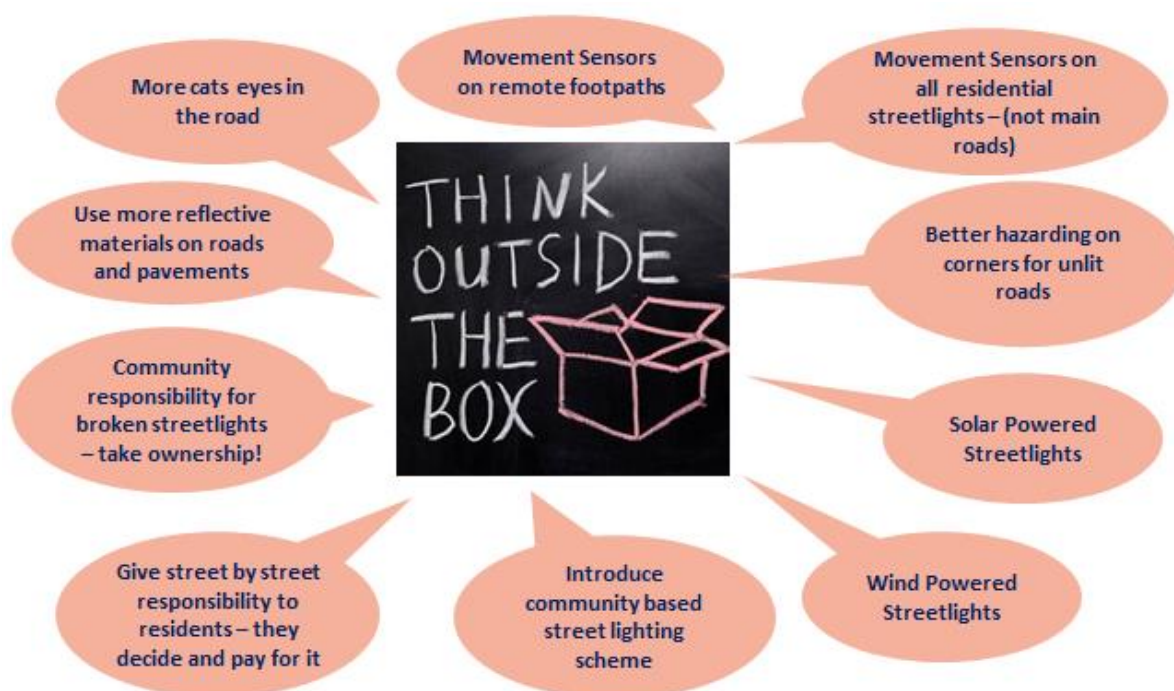 Movement Sensors
on remote footpaths
More cats eyes in
the road
Movement Sensors on
all residential
streetlights – (not main
roads)
Use more reflective
materials on roads
and pavements
THINK
OUTSIDE
THE
BOX
Better hazarding on
corners for unlit
roads
Community
responsibility for
broken streetlights
– take ownership!
Solar Powered
Streetlights
Give street by street
responsibility to
residents – they
decide and pay for it
Introduce
community based
street lighting
scheme
Wind Powered
Streetlights